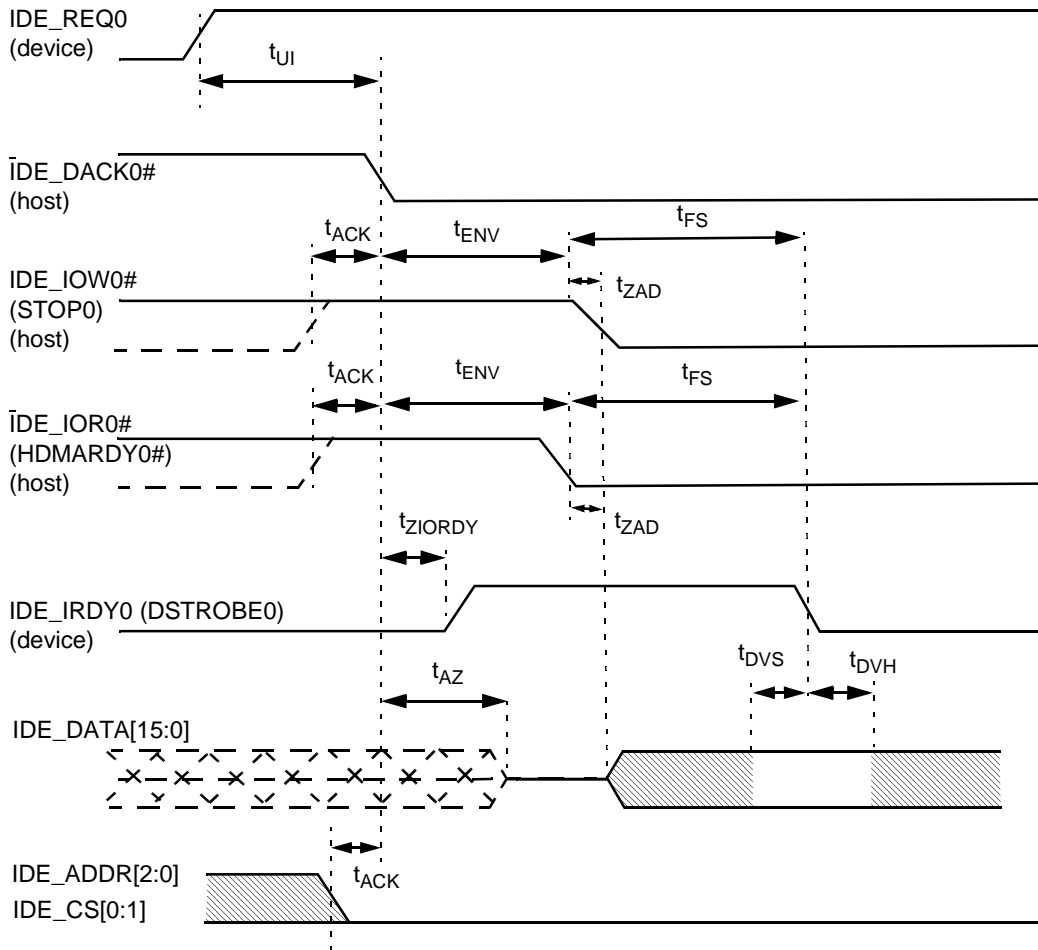 IDE_REQ0
(device)
tUI
IDE_DACK0#
(host)
tACK
tENV
tFS
tZAD
IDE_IOW0#
(STOP0)
(host)
tACK
tENV
tFS
IDE_IOR0#
(HDMARDY0#)
(host)
tZIORDY
tZAD
IDE_IRDY0 (DSTROBE0)
(device)
tDVS
tDVH
tAZ
IDE_DATA[15:0]
tACK
IDE_ADDR[2:0]
IDE_CS[0:1]